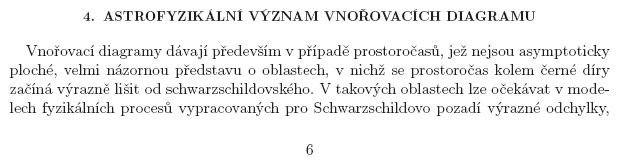 4. ASTROFYZIKÁLNÍ VÝZNAM VNOŘOVACÍCH DIAGRAMU
Vnořovací diagramy dávají především v případě prostoročasů, jež nejsou asymptoticky
ploché, velmi názornou představu o oblastech, v nichž se prostoročas kolem černé díry
začíná výrazně lišit od schwarzschildovského. V takových oblastech lze očekávat v mode-
lech fyzikálních procesů vypracovaných pro Schwarzschildovo pozadí výrazné odchylky,
6